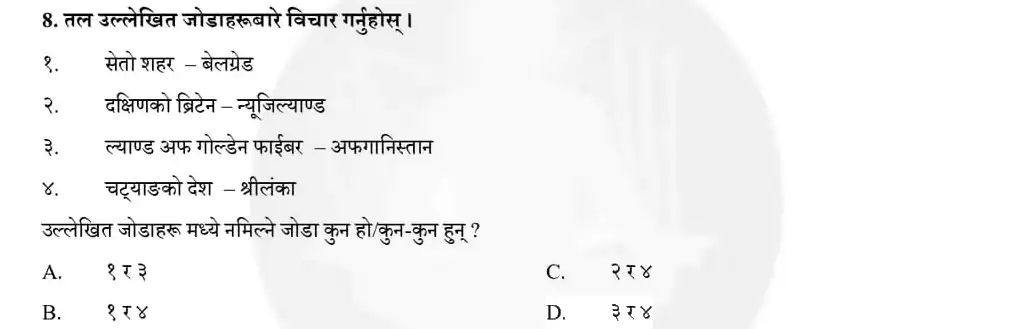 8. तल उल्लेखित जोडाहरूबारे विचार गर्नुहोस् ।
१. सेतो शहर – बेलग्रेड
२. दक्षिणको ब्रिटेन – न्यूजिल्याण्ड
३. ल्याण्ड अफ गोल्डेन फाईबर – अफगानिस्तान
४. चट्याङको देश – श्रीलंका
उल्लेखित जोडाहरू मध्ये नमिल्ने जोडा कुन हो/कुन-कुन हुन् ?
A. १ र ३ C. २ र ४
B. १ र ४ D. ३ र ४